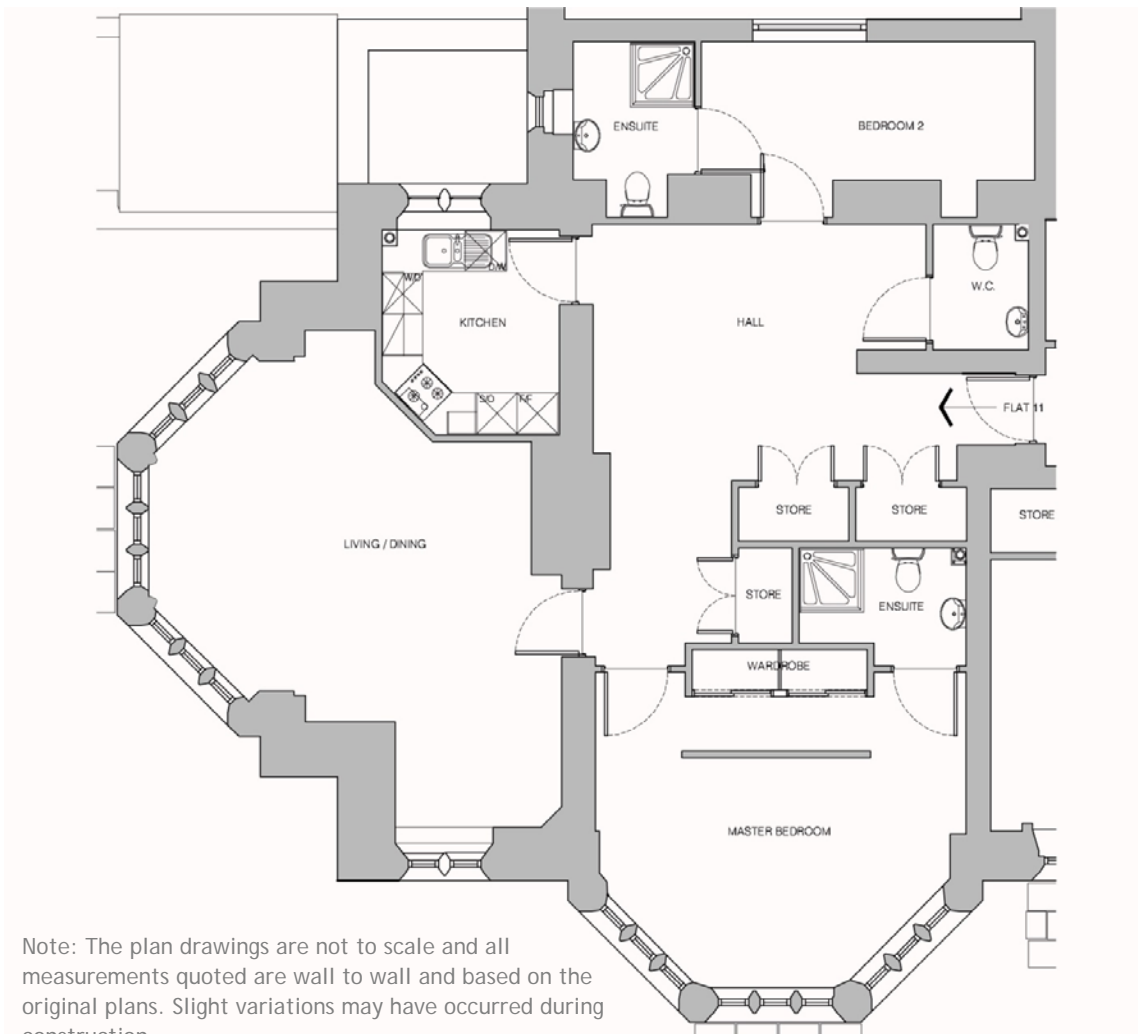 ENSUITE
BEDROOM 2
W.C.
D/W
W/D
KITCHEN
HALL
S/O
F/F
FLAT 11
STORE
STORE
STORE
LIVING / DINING
STORE
ENSUITE
WARDROBE
MASTER BEDROOM
Note: The plan drawings are not to scale and all
measurements quoted are wall to wall and based on the
original plans. Slight variations may have occurred during
construction